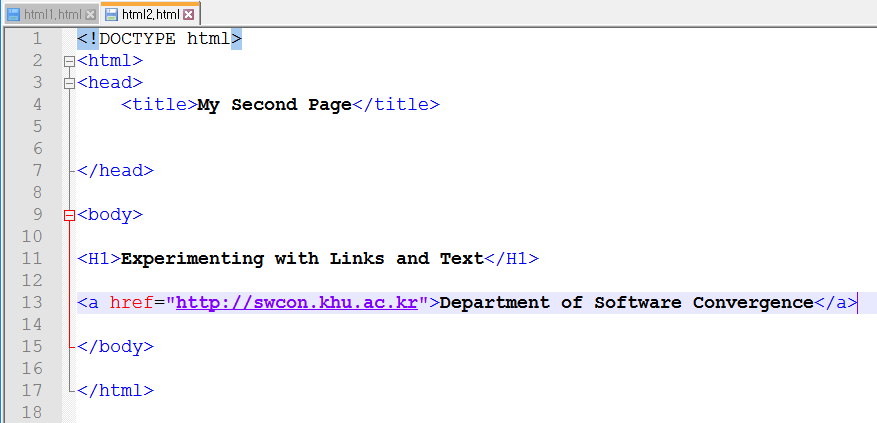 html1.html html2.html
1 <!DOCTYPE html>
2 <html>
3 <head>
4 <title>My Second Page</title>
5
6
7 </head>
8
9 <body>
10
11 <H1>Experimenting with Links and Text</H1>
12
13 <a href="http://swcon.khu.ac.kr">Department of Software Convergence</a>
14
15 </body>
16
17 </html>
18